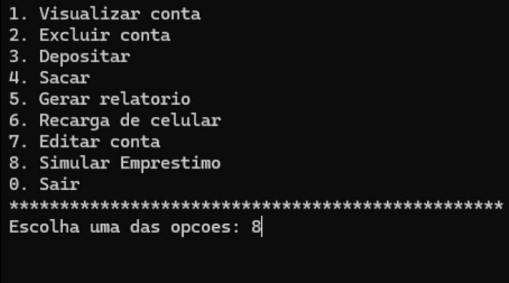 1. Visualizar conta
2. Excluir conta
3. Depositar
4. Sacar
5. Gerar relatorio
6. Recarga de celular
7. Editar conta
8. Simular Emprestimo
0. Sair
*************************************************
Escolha uma das opcoes: 8